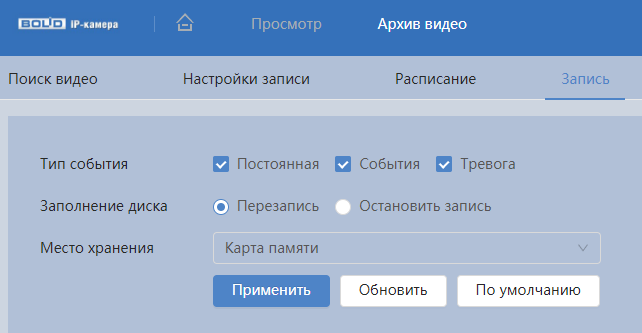 BOLID IP-камера Просмотр Архив видео
Поиск видео Настройки записи Расписание Запись
Тип события Постоянная События Тревога
Заполнение диска Перезапись Остановить запись
Место хранения Карта памяти
Применить Обновить По умолчанию